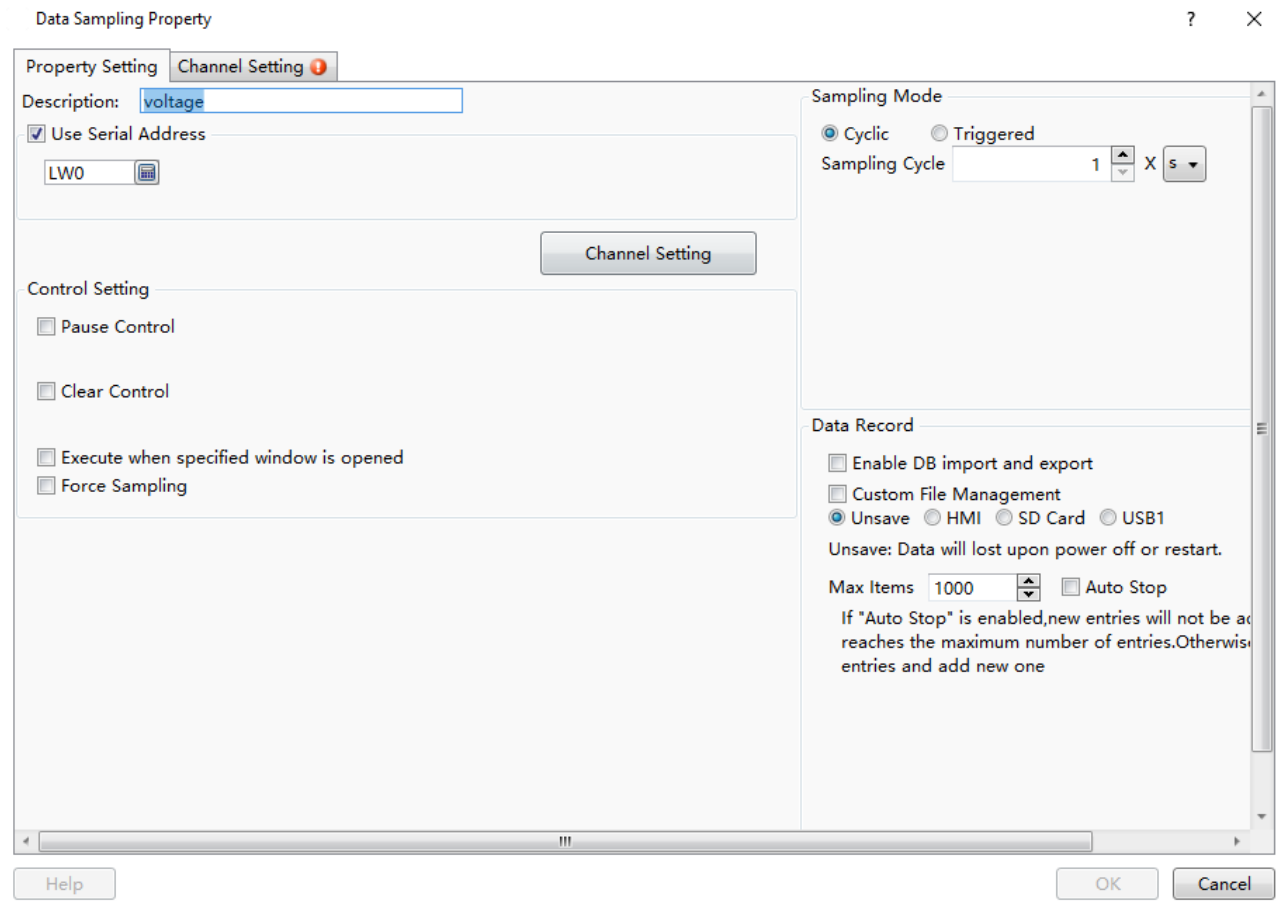 Data Sampling Property
?
Property Setting
Channel Setting
Description:
voltage
Use Serial Address
LW0
Channel Setting
Control Setting
Pause Control
Clear Control
Execute when specified window is opened
Force Sampling
Sampling Mode
Cyclic
Triggered
Sampling Cycle
1
X
s
Data Record
Enable DB import and export
Custom File Management
Unsave
HMI
SD Card
USB1
Unsave: Data will lost upon power off or restart.
Max Items
1000
Auto Stop
If "Auto Stop" is enabled,new entries will not be
reaches the maximum number of entries.
entries and add new one
Help
OK
Cancel